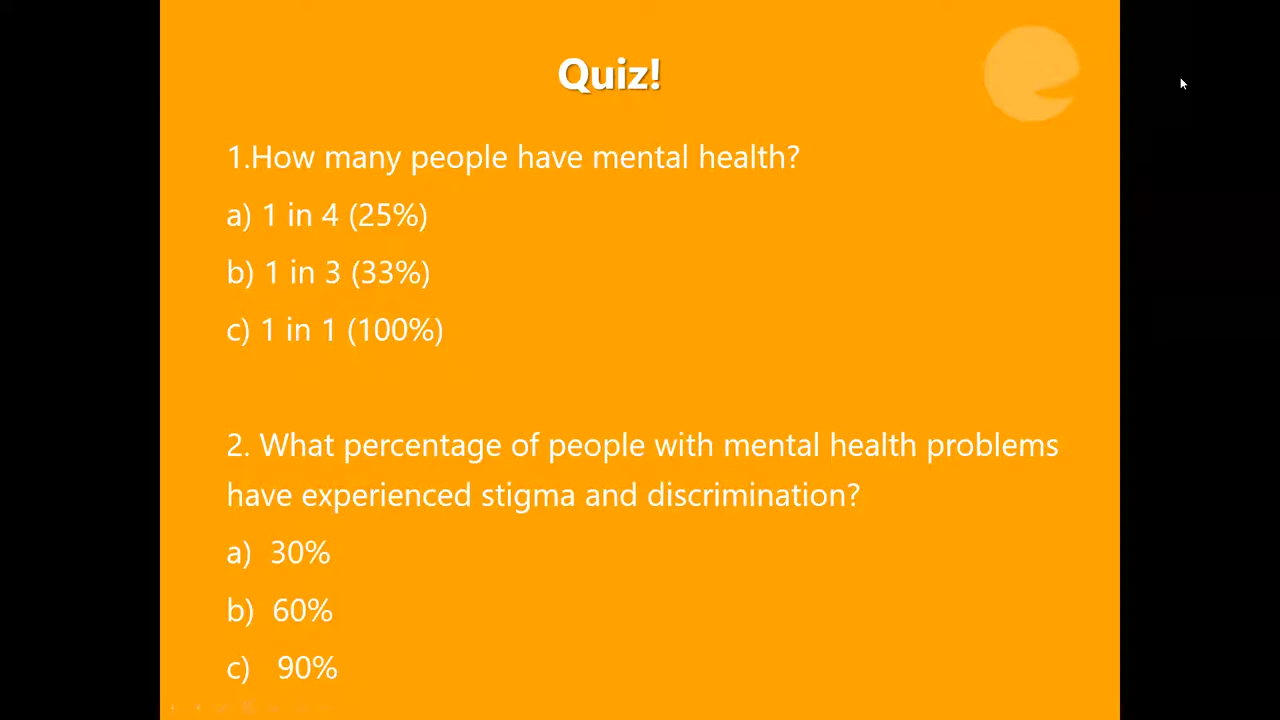 Quiz!
1.How many people have mental health?
a) 1 in 4 (25%)
b) 1 in 3 (33%)
c) 1 in 1 (100%)
2. What percentage of people with mental health problems
have experienced stigma and discrimination?
a) 30%
b) 60%
c) 90%